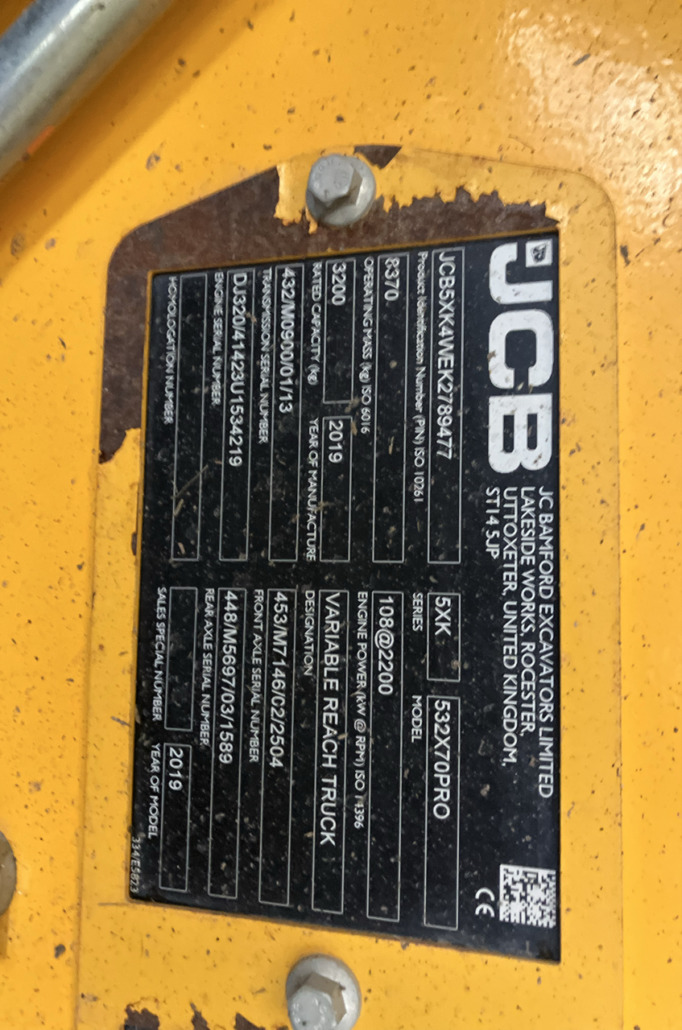 JCB
JC BAMFORD EXCAVATORS LIMITED
LAKESIDE WORKS, ROCESTER,
UTTOXETER, UNITED KINGDOM,
ST14 5JP
CE
JCB5XK4WEK2789477
5XK
532X70PRO
Product Identification Number (PIN) ISO 10261
SERIES
MODEL
8370
108@2200
OPERATING MASS (kg) ISO 6016
ENGINE POWER (kW @ RPM) ISO 14396
3200
2019
VARIABLE REACH TRUCK
RATED CAPACITY (kg)
YEAR OF MANUFACTURE
DESIGNATION
432/M0900/01/13
453/M7146/02/2504
TRANSMISSION SERIAL NUMBER
FRONT AXLE SERIAL NUMBER
DJ320/41423U1534219
448/M5697/03/1589
ENGINE SERIAL NUMBER
REAR AXLE SERIAL NUMBER
2019
HOMOLOGATION NUMBER
SALES SPECIAL NUMBER
YEAR OF MODEL
334/E5823